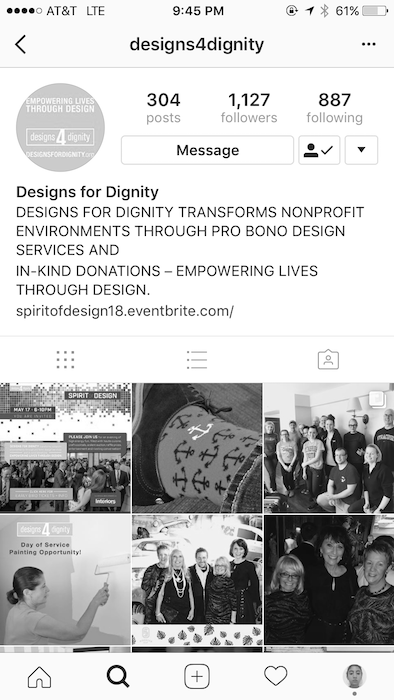 AT&T LTE 9:45 PM 61%
designs4dignity
EMPOWERING LIVES
THROUGH DESIGN
designs 4 dignity
DESIGNSFORDIGNITY.org
304 1,127 887
posts followers following
Message
Designs for Dignity
DESIGNS FOR DIGNITY TRANSFORMS NONPROFIT
ENVIRONMENTS THROUGH PRO BONO DESIGN
SERVICES AND
IN-KIND DONATIONS – EMPOWERING LIVES
THROUGH DESIGN.
spiritofdesign18.eventbrite.com/
SPIRIT DESIGN
MAY 17 · 6-10PM
YOU ARE INVITED
PLEASE JOIN US
Interiors
designs 4 dignity
Day of Service
Painting Opportunity!